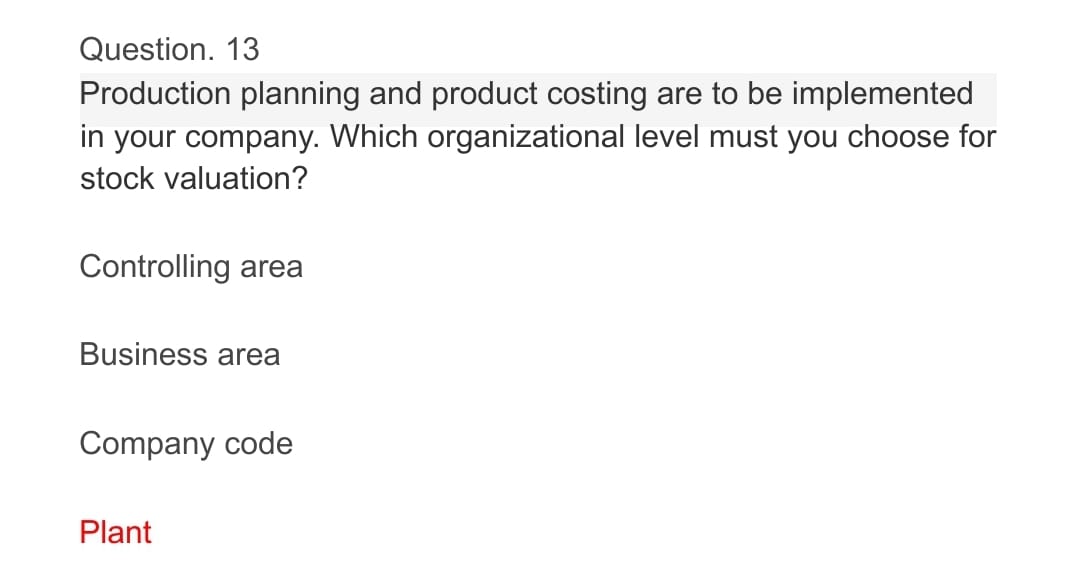 Question. 13
Production planning and product costing are to be implemented
in your company. Which organizational level must you choose for
stock valuation?
Controlling area
Business area
Company code
Plant